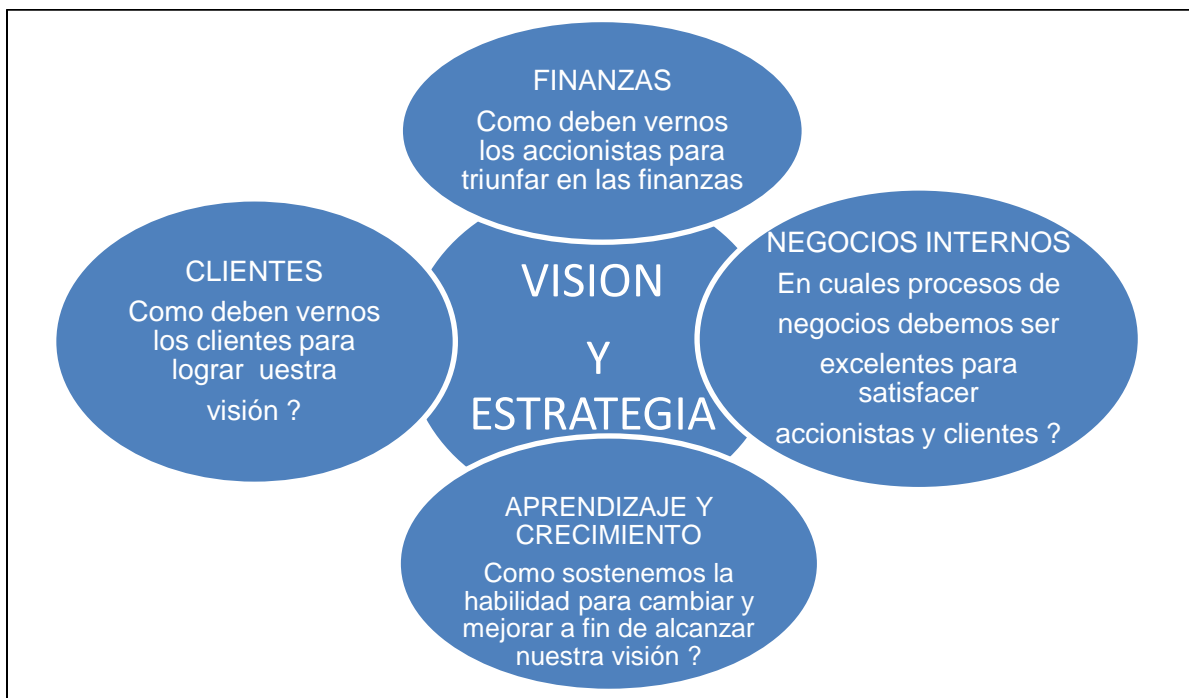 FINANZAS
Como deben vernos
los accionistas para
triunfar en las finanzas
CLIENTES
Como deben vernos
los clientes para
lograr uestra
visión ?
VISION
Y
ESTRATEGIA
NEGOCIOS INTERNOS
En cuales procesos de
negocios debemos ser
excelentes para
satisfacer
accionistas y clientes ?
APRENDIZAJE Y
CRECIMIENTO
Como sostenemos la
habilidad para cambiar y
mejorar a fin de alcanzar
nuestra visión ?